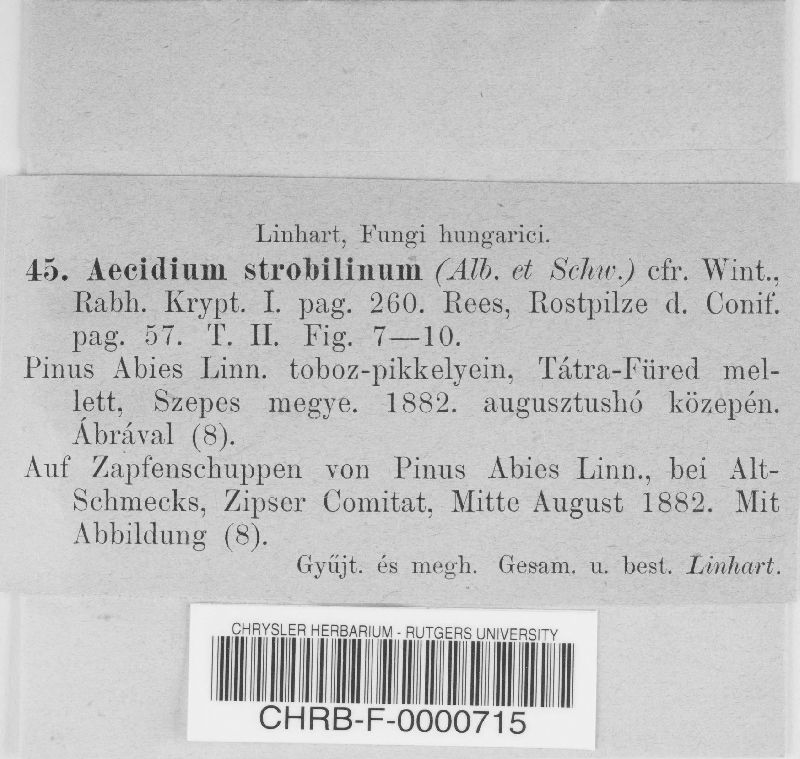 Linhart, Fungi hungarici.
45. Aecidium strobilinum (Alb. et Schw.) cfr. Wint.,
Rabh. Krypt. I. pag. 260. Rees, Rostpilze d. Conif.
pag. 57. T. II. Fig. 7—10.
Pinus Abies Linn. toboz-pikkelyein, Tátra-Füred mel-
lett, Szepes megye. 1882. augusztushó közepén.
Ábrával (8).
Auf Zapfenschuppen von Pinus Abies Linn., bei Alt-
Schmecks, Zipser Comitat, Mitte August 1882. Mit
Abbildung (8).
Gyűjt. és megh. Gesam. u. best. Linhart.
CHRYSLER HERBARIUM - RUTGERS UNIVERSITY
CHRB-F-0000715